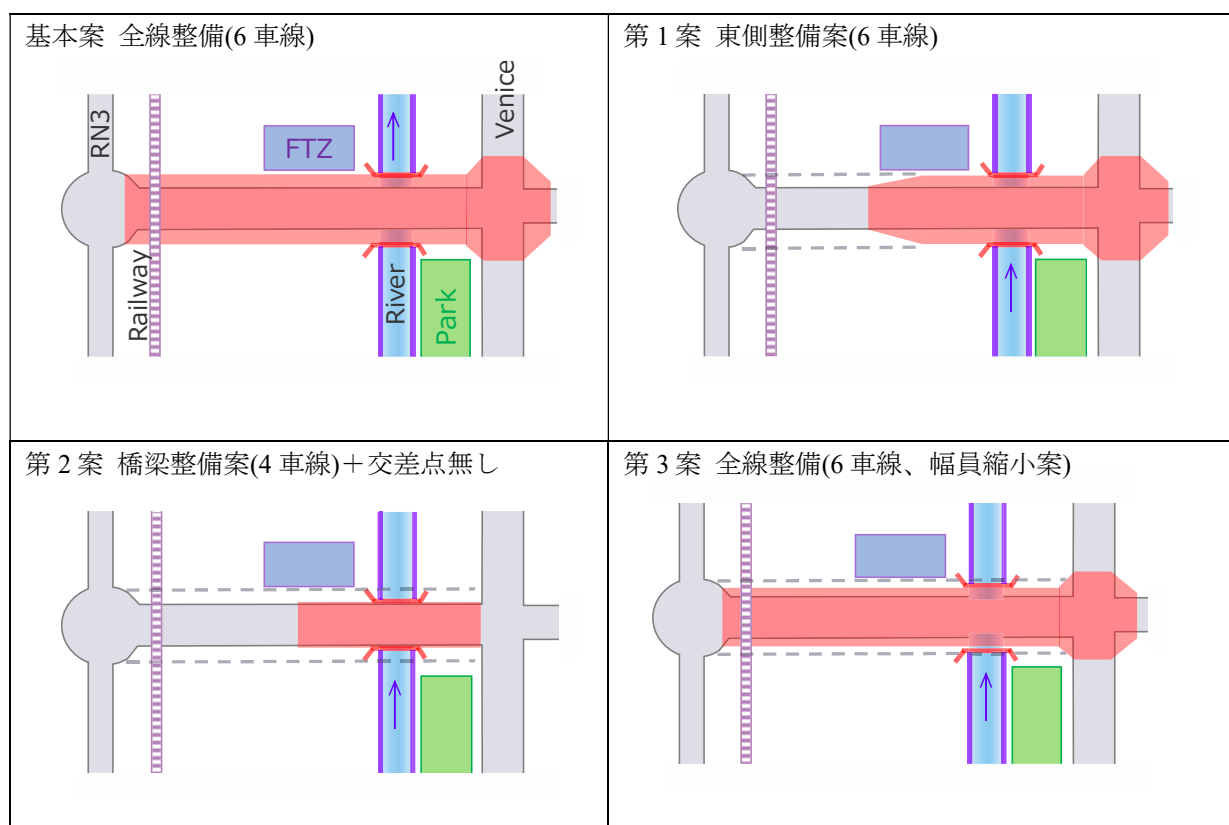 基本案 全線整備(6 車線)
RN3
Railway
FTZ
River
Park
Venice
第 1 案 東側整備案(6 車線)
第 2 案 橋梁整備案(4 車線)＋交差点無し
第 3 案 全線整備(6 車線、幅員縮小案)